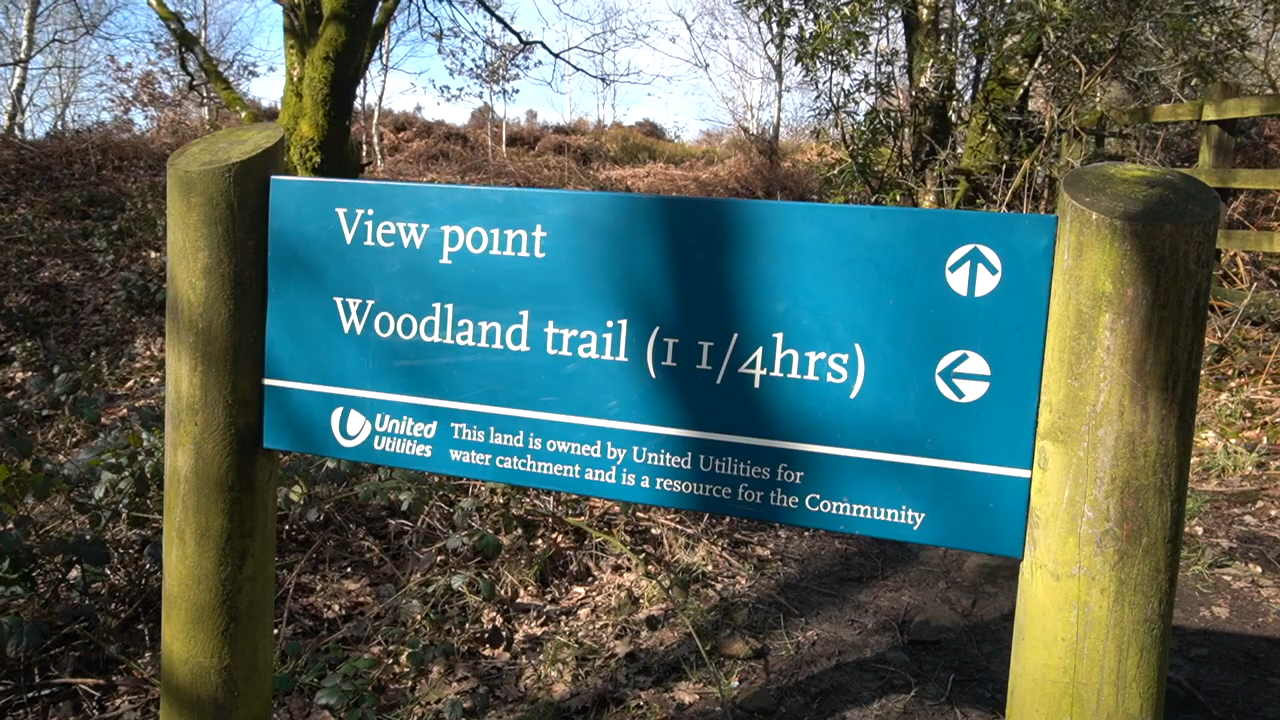 View point
Woodland trail (1 1/4hrs)
United
Utilities
This land is owned by United Utilities for
water catchment and is a resource for the Community